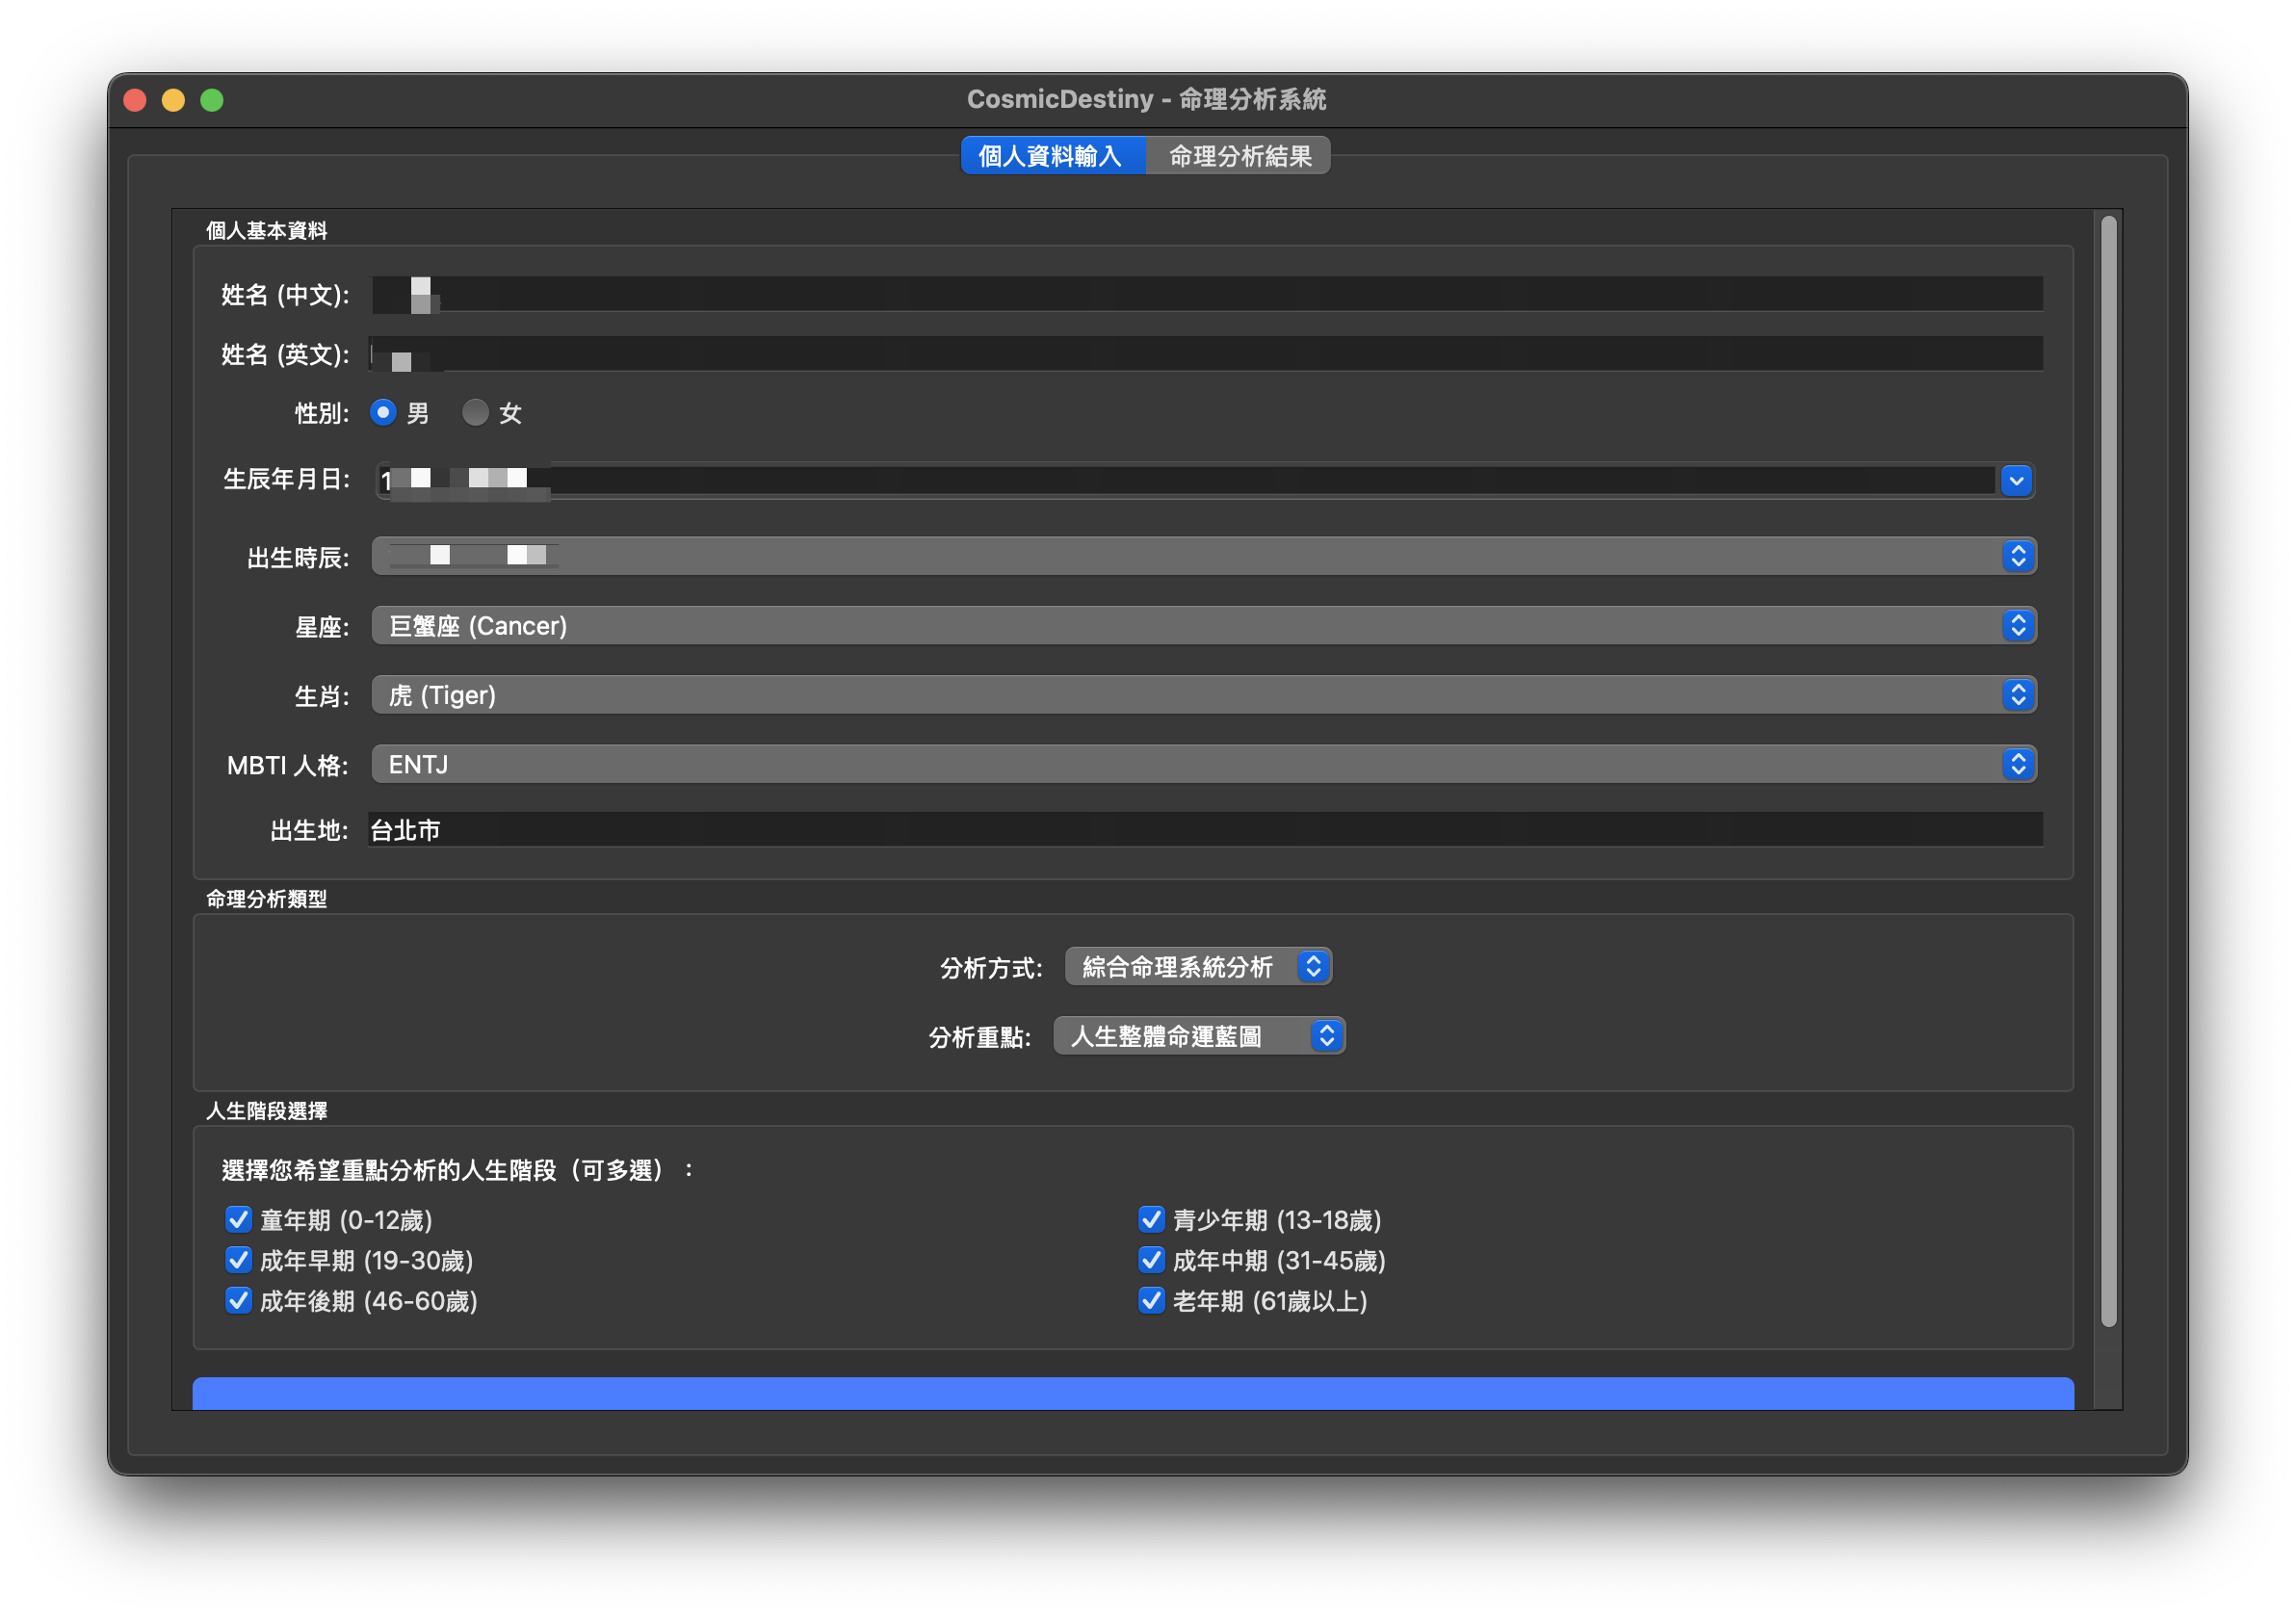 CosmicDestiny - 命理分析系統
個人資料輸入 命理分析結果
個人基本資料
姓名 (中文):
姓名 (英文):
性別: 男 女
生辰年月日: 1
出生時辰:
星座: 巨蟹座 (Cancer)
生肖: 虎 (Tiger)
MBTI 人格: ENTJ
出生地: 台北市
命理分析類型
分析方式: 綜合命理系統分析
分析重點: 人生整體命運藍圖
人生階段選擇
選擇您希望重點分析的人生階段（可多選）：
童年期 (0-12歲) 青少年期 (13-18歲)
成年早期 (19-30歲) 成年中期 (31-45歲)
成年後期 (46-60歲) 老年期 (61歲以上)